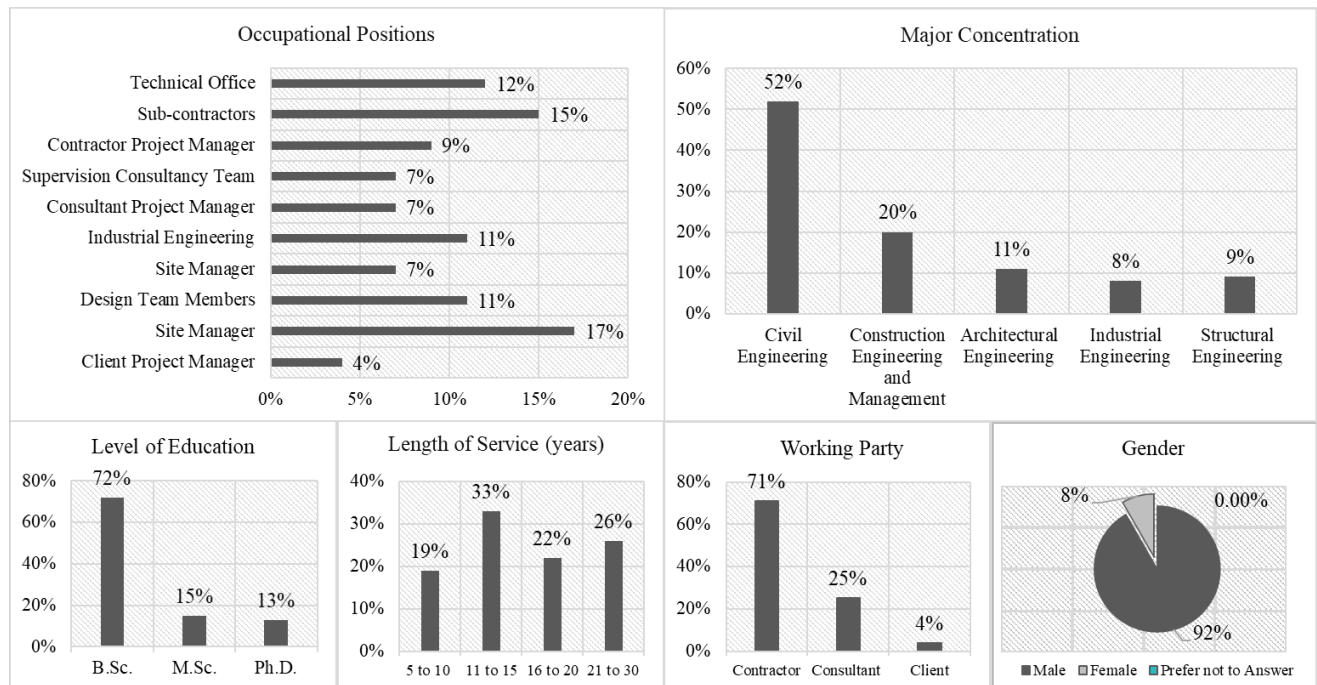 Occupational Positions
Technical Office
12%
Sub-contractors
15%
Contractor Project Manager
9%
Supervision Consultancy Team
7%
Consultant Project Manager
7%
Industrial Engineering
11%
Site Manager
7%
Design Team Members
11%
Site Manager
17%
Client Project Manager
4%
0% 5% 10% 15% 20%
Major Concentration
60%
50%
40%
30%
20%
10%
0%
52%
20%
11%
8%
9%
Civil
Engineering
Construction
Engineering
and
Management
Architectural
Engineering
Industrial
Engineering
Structural
Engineering
Level of Education
80%
60%
40%
20%
0%
72%
15%
13%
B.Sc. M.Sc. Ph.D.
Length of Service (years)
40%
30%
20%
10%
0%
19%
33%
22%
26%
5 to 10 11 to 15 16 to 20 21 to 30
Working Party
80%
60%
40%
20%
0%
71%
25%
4%
Contractor Consultant Client
Gender
8%
0.00%
92%
Male Female Prefer not to Answer